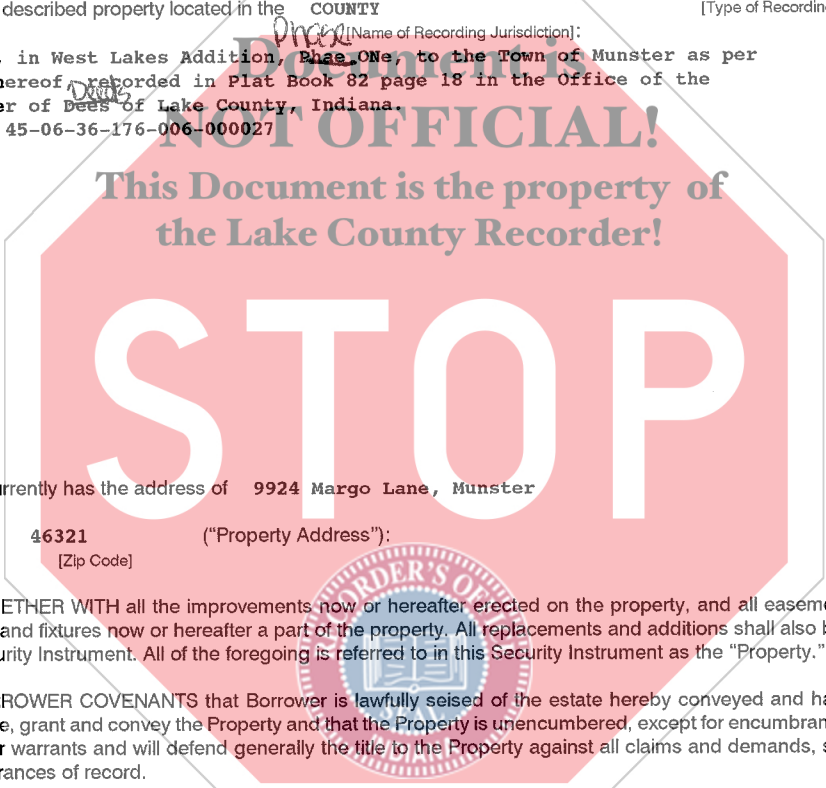 described property located in the COUNTY [Type of Recordin
Phase [Name of Recording Jurisdiction]:
in West Lakes Addition, Phae ONe, to the Town of Munster as per
hereof, retorded in Plat Book 82 page 18 in the Office of the
Deeds
er of Dees of Lake County, Indiana.
45-06-36-176-006-000027
Document is
NOT OFFICIAL!
This Document is the property of
the Lake County Recorder!
STOP
urrently has the address of 9924 Margo Lane, Munster
46321 ("Property Address"):
[Zip Code]
RECORDER'S OF
ETHER WITH all the improvements now or hereafter erected on the property, and all easeme
and fixtures now or hereafter a part of the property. All replacements and additions shall also b
urity Instrument. All of the foregoing is referred to in this Security Instrument as the "Property."
ROWER COVENANTS that Borrower is lawfully seised of the estate hereby conveyed and ha
e, grant and convey the Property and that the Property is unencumbered, except for encumbran
r warrants and will defend generally the title to the Property against all claims and demands, s
rances of record.
INDIANA